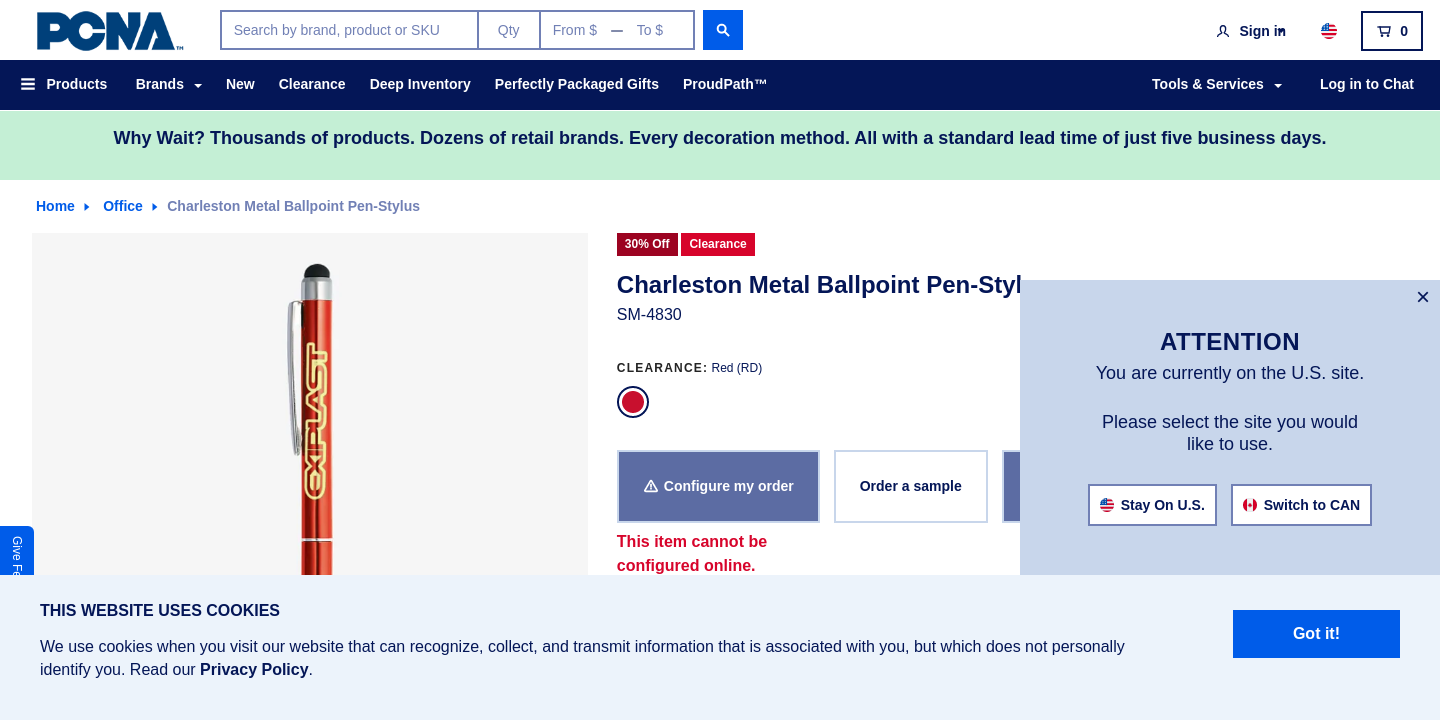 PCNA™
Search by brand, product or SKU
Qty
From $ — To $
Sign in
0
Products
Brands
New
Clearance
Deep Inventory
Perfectly Packaged Gifts
ProudPath™
Tools & Services
Log in to Chat
Why Wait? Thousands of products. Dozens of retail brands. Every decoration method. All with a standard lead time of just five business days.
Home
Office
Charleston Metal Ballpoint Pen-Stylus
30% Off
Clearance
Charleston Metal Ballpoint Pen-Styl
SM-4830
CLEARANCE: Red (RD)
Configure my order
Order a sample
This item cannot be
configured online.
EXIPLAST
×
ATTENTION
You are currently on the U.S. site.
Please select the site you would
like to use.
Stay On U.S.
Switch to CAN
Give Fe
THIS WEBSITE USES COOKIES
We use cookies when you visit our website that can recognize, collect, and transmit information that is associated with you, but which does not personally
identify you. Read our Privacy Policy.
Got it!